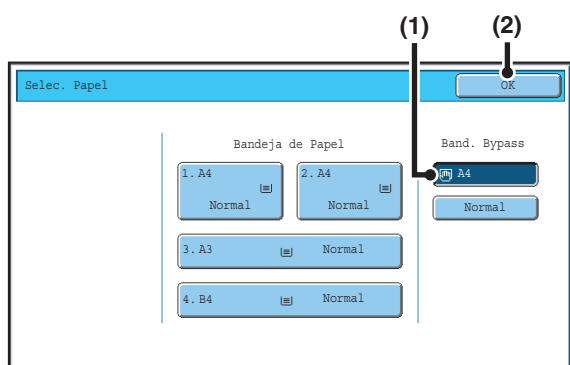 (1) (2)
Selec. Papel OK
Bandeja de Papel Band. Bypass
1. A4 2. A4 A4
Normal Normal Normal
3. A3 Normal
4. B4 Normal